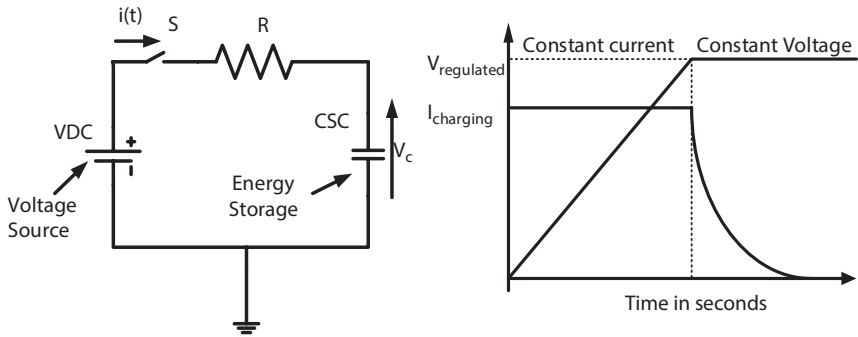 i(t)
S
R
VDC
+
CSC
V_c
Voltage
Source
Energy
Storage
Constant current
Constant Voltage
V_regulated
I_charging
Time in seconds